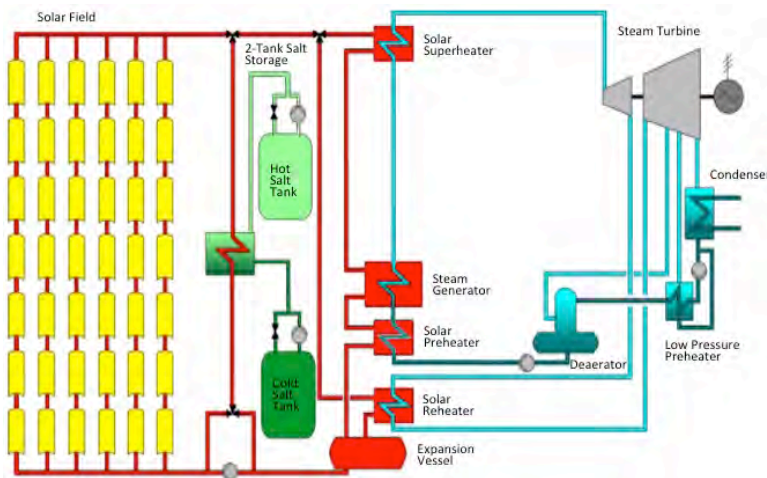 Solar Field
2-Tank Salt
Storage
Solar
Superheater
Steam Turbine
Hot
Salt
Tank
Condenser
Steam
Generator
Solar
Preheater
Cold
Salt
Tank
Deaerator
Low Pressure
Preheater
Solar
Reheater
Expansion
Vessel